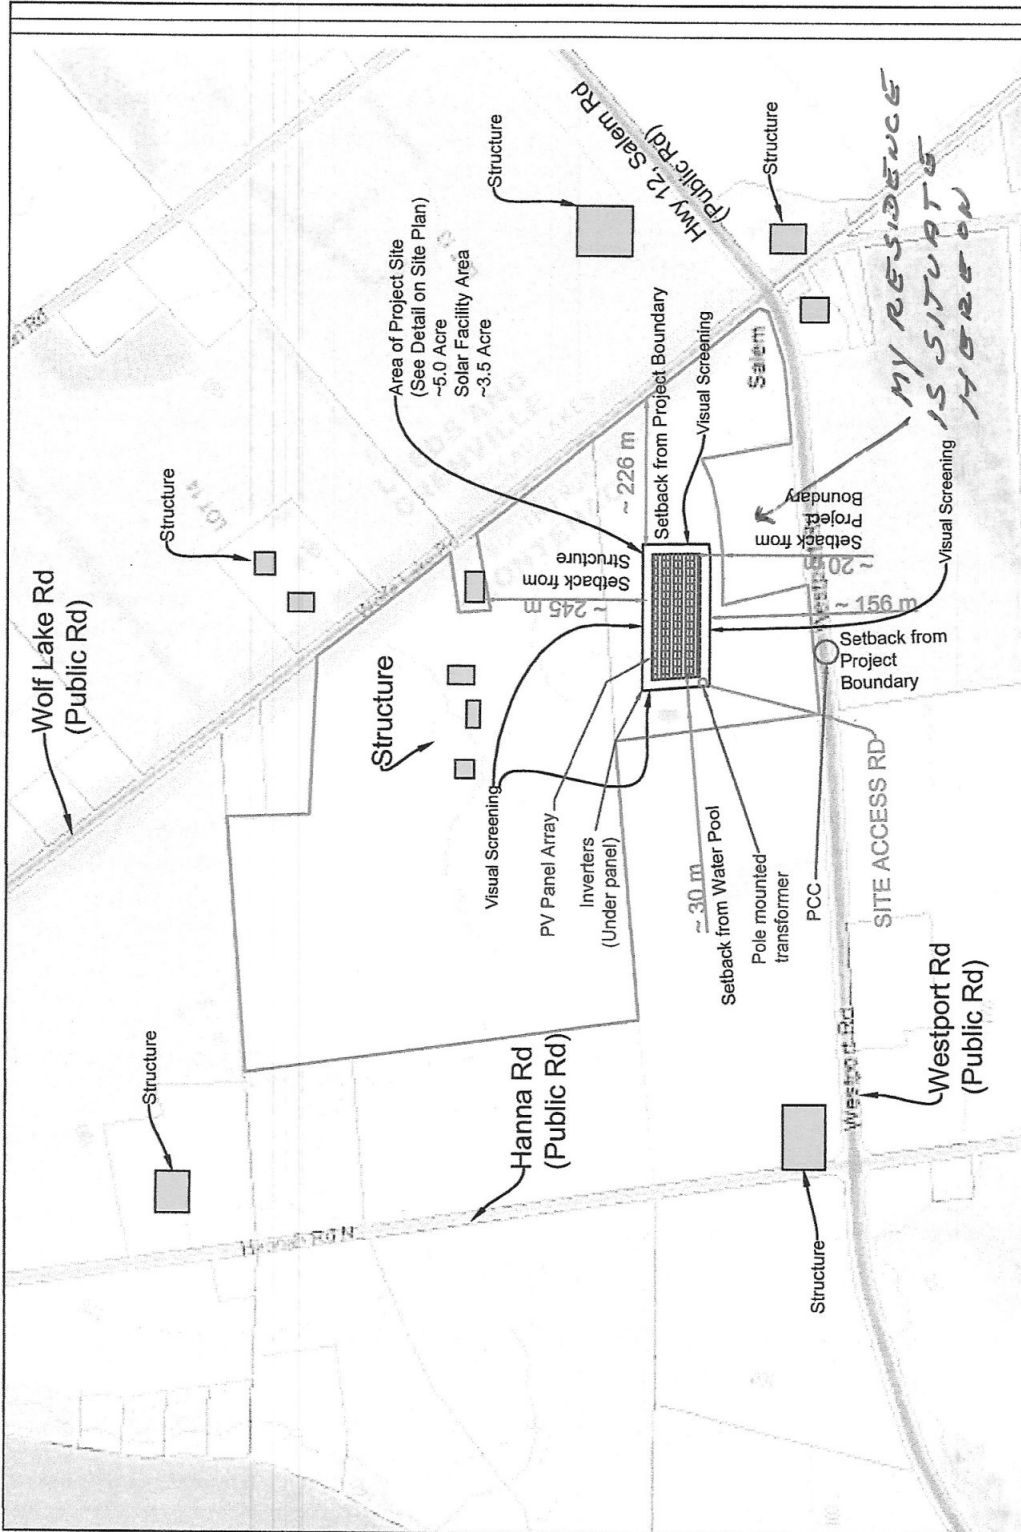 Wolf Lake Rd
(Public Rd)
Structure
LOT 14
Structure
Area of Project Site
(See Detail on Site Plan)
~5.0 Acre
Solar Facility Area
~3.5 Acre
Structure
Hwy 12, Salem Rd
(Public Rd)
Structure
Structure
Hanna Rd
(Public Rd)
Structure
Visual Screening
PV Panel Array
Inverters
(Under panel)
~ 30 m
Setback from Water Pool
Pole mounted
transformer
PCC
SITE ACCESS RD
~ 245 m
Setback from
Structure
~ 226 m
Setback from Project Boundary
Visual Screening
Salem
~ 20 m
Setback from
Project
Boundary
~ 156 m
Setback from
Project
Boundary
Visual Screening
MY RESIDENCE
IS SITUATE
HEREON
Westport Rd
Westport Rd
(Public Rd)
Structure